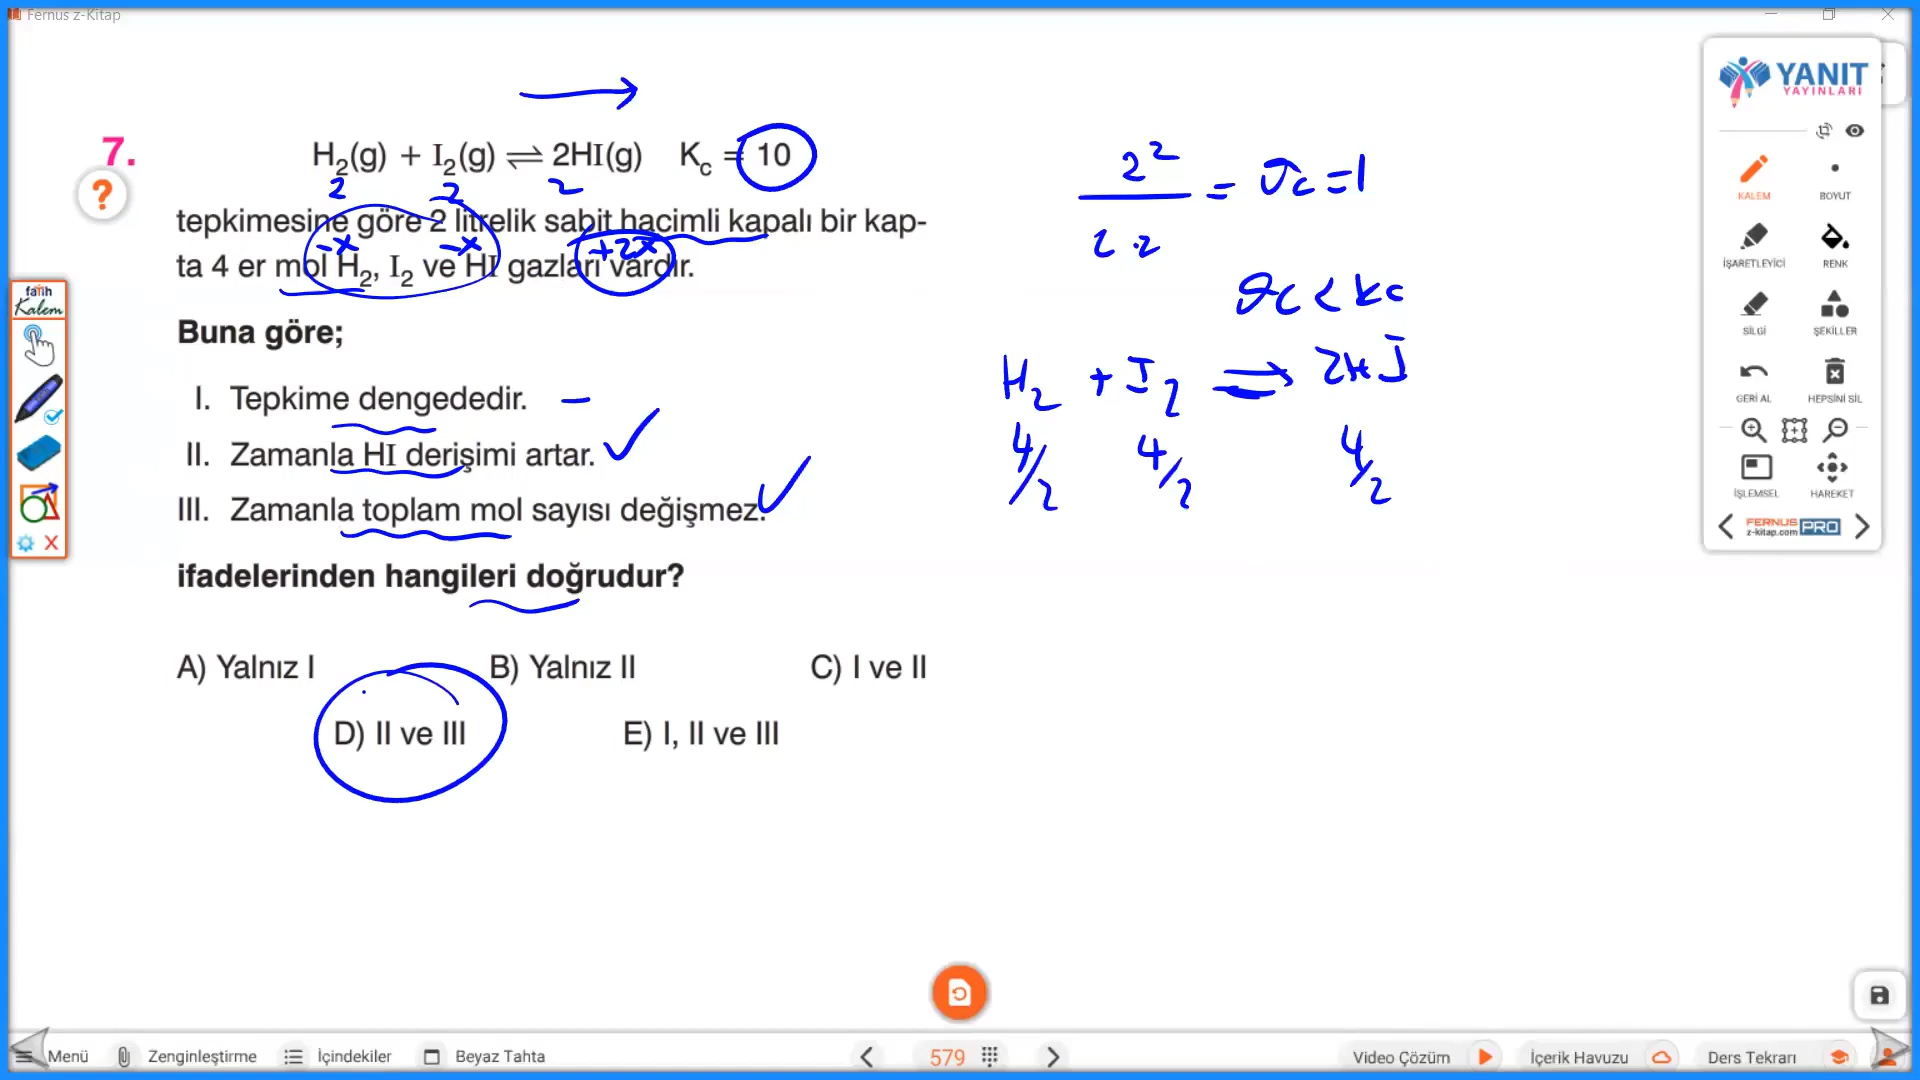 Fernus z-Kitap
7. H₂(g) + I₂(g) ⇌ 2HI(g) K꜀ = 10
2 2 2
tepkimesine göre 2 litrelik sabit hacimli kapalı bir kap-
-x -x +2x
ta 4 er mol H₂, I₂ ve HI gazları vardır.
Buna göre;
I. Tepkime dengededir. –
II. Zamanla HI derişimi artar. ✓
III. Zamanla toplam mol sayısı değişmez. ✓
ifadelerinden hangileri doğrudur?
A) Yalnız I B) Yalnız II C) I ve II
D) II ve III E) I, II ve III
2² / 2·2 = Qc = 1
Qc < Kc
H₂ + I₂ ⇌ 2HI
4/2 4/2 4/2
fatih
Kalem
YANIT
YAYINLARI
KALEM BOYUT
İŞARETLEYİCİ RENK
SİLGİ ŞEKİLLER
GERİ AL HEPSİNİ SİL
İŞLEMSEL HAREKET
FERNUS PRO
z-kitap.com
Menü Zenginleştirme İçindekiler Beyaz Tahta 579 Video Çözüm İçerik Havuzu Ders Tekrarı